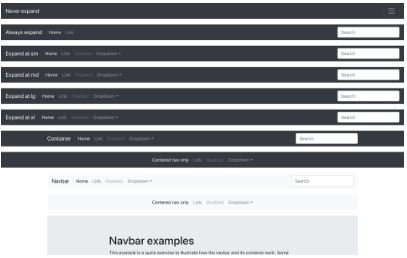 Never expand
Always expand Home Link Search
Expand at sm Home Link Disabled Dropdown Search
Expand at md Home Link Disabled Dropdown Search
Expand at lg Home Link Disabled Dropdown Search
Expand at xl Home Link Disabled Dropdown Search
Container Home Link Disabled Dropdown Search
Centered nav only Link Disabled Dropdown
Navbar Home Link Disabled Dropdown Search
Centered nav only Link Disabled Dropdown
Navbar examples
This example is a quick exercise to illustrate how the navbar and its contents work. Some